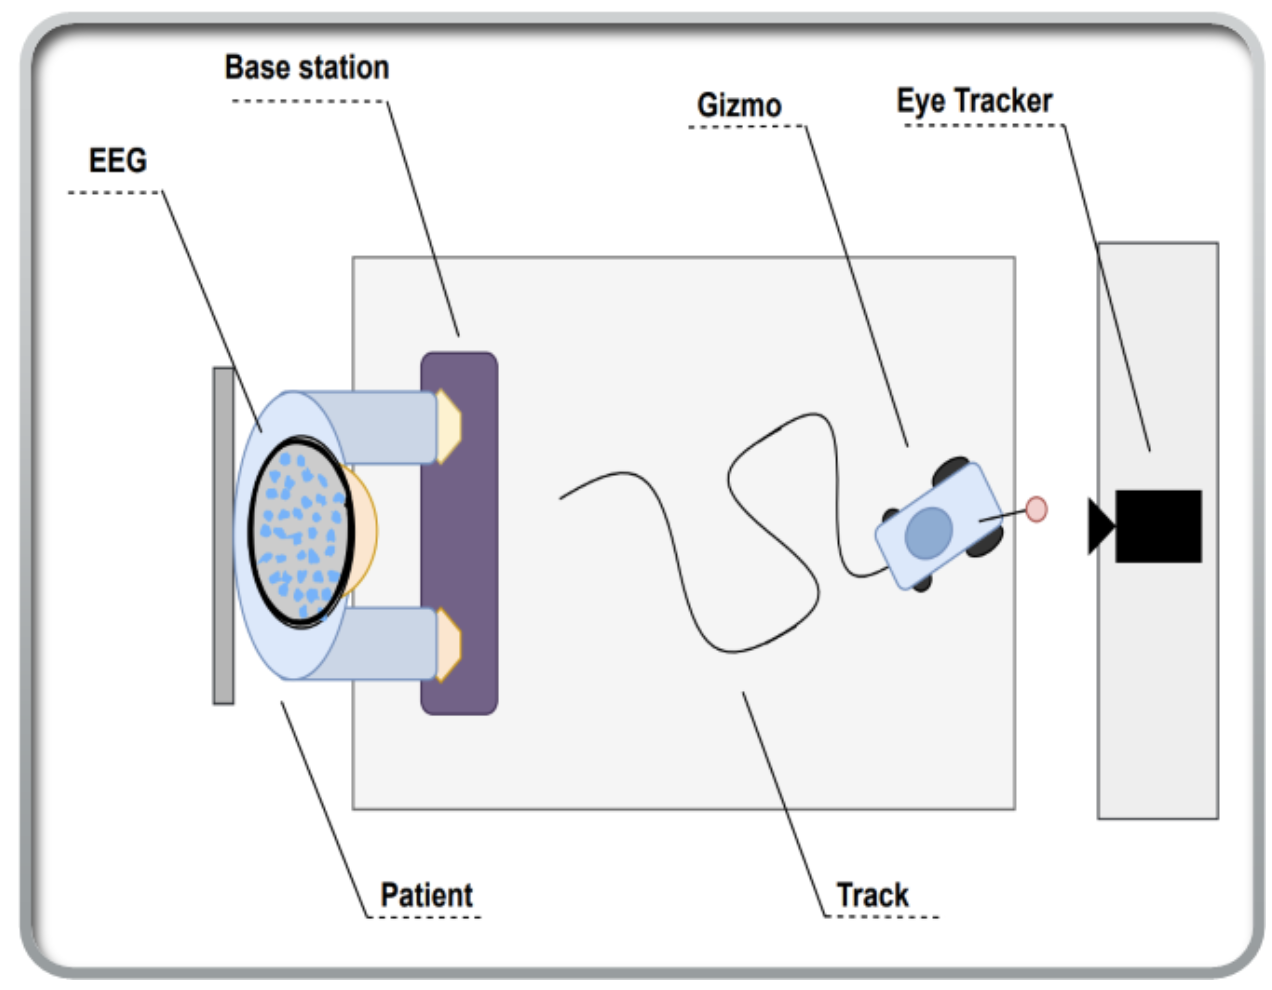 Base station
Gizmo
Eye Tracker
EEG
Patient
Track